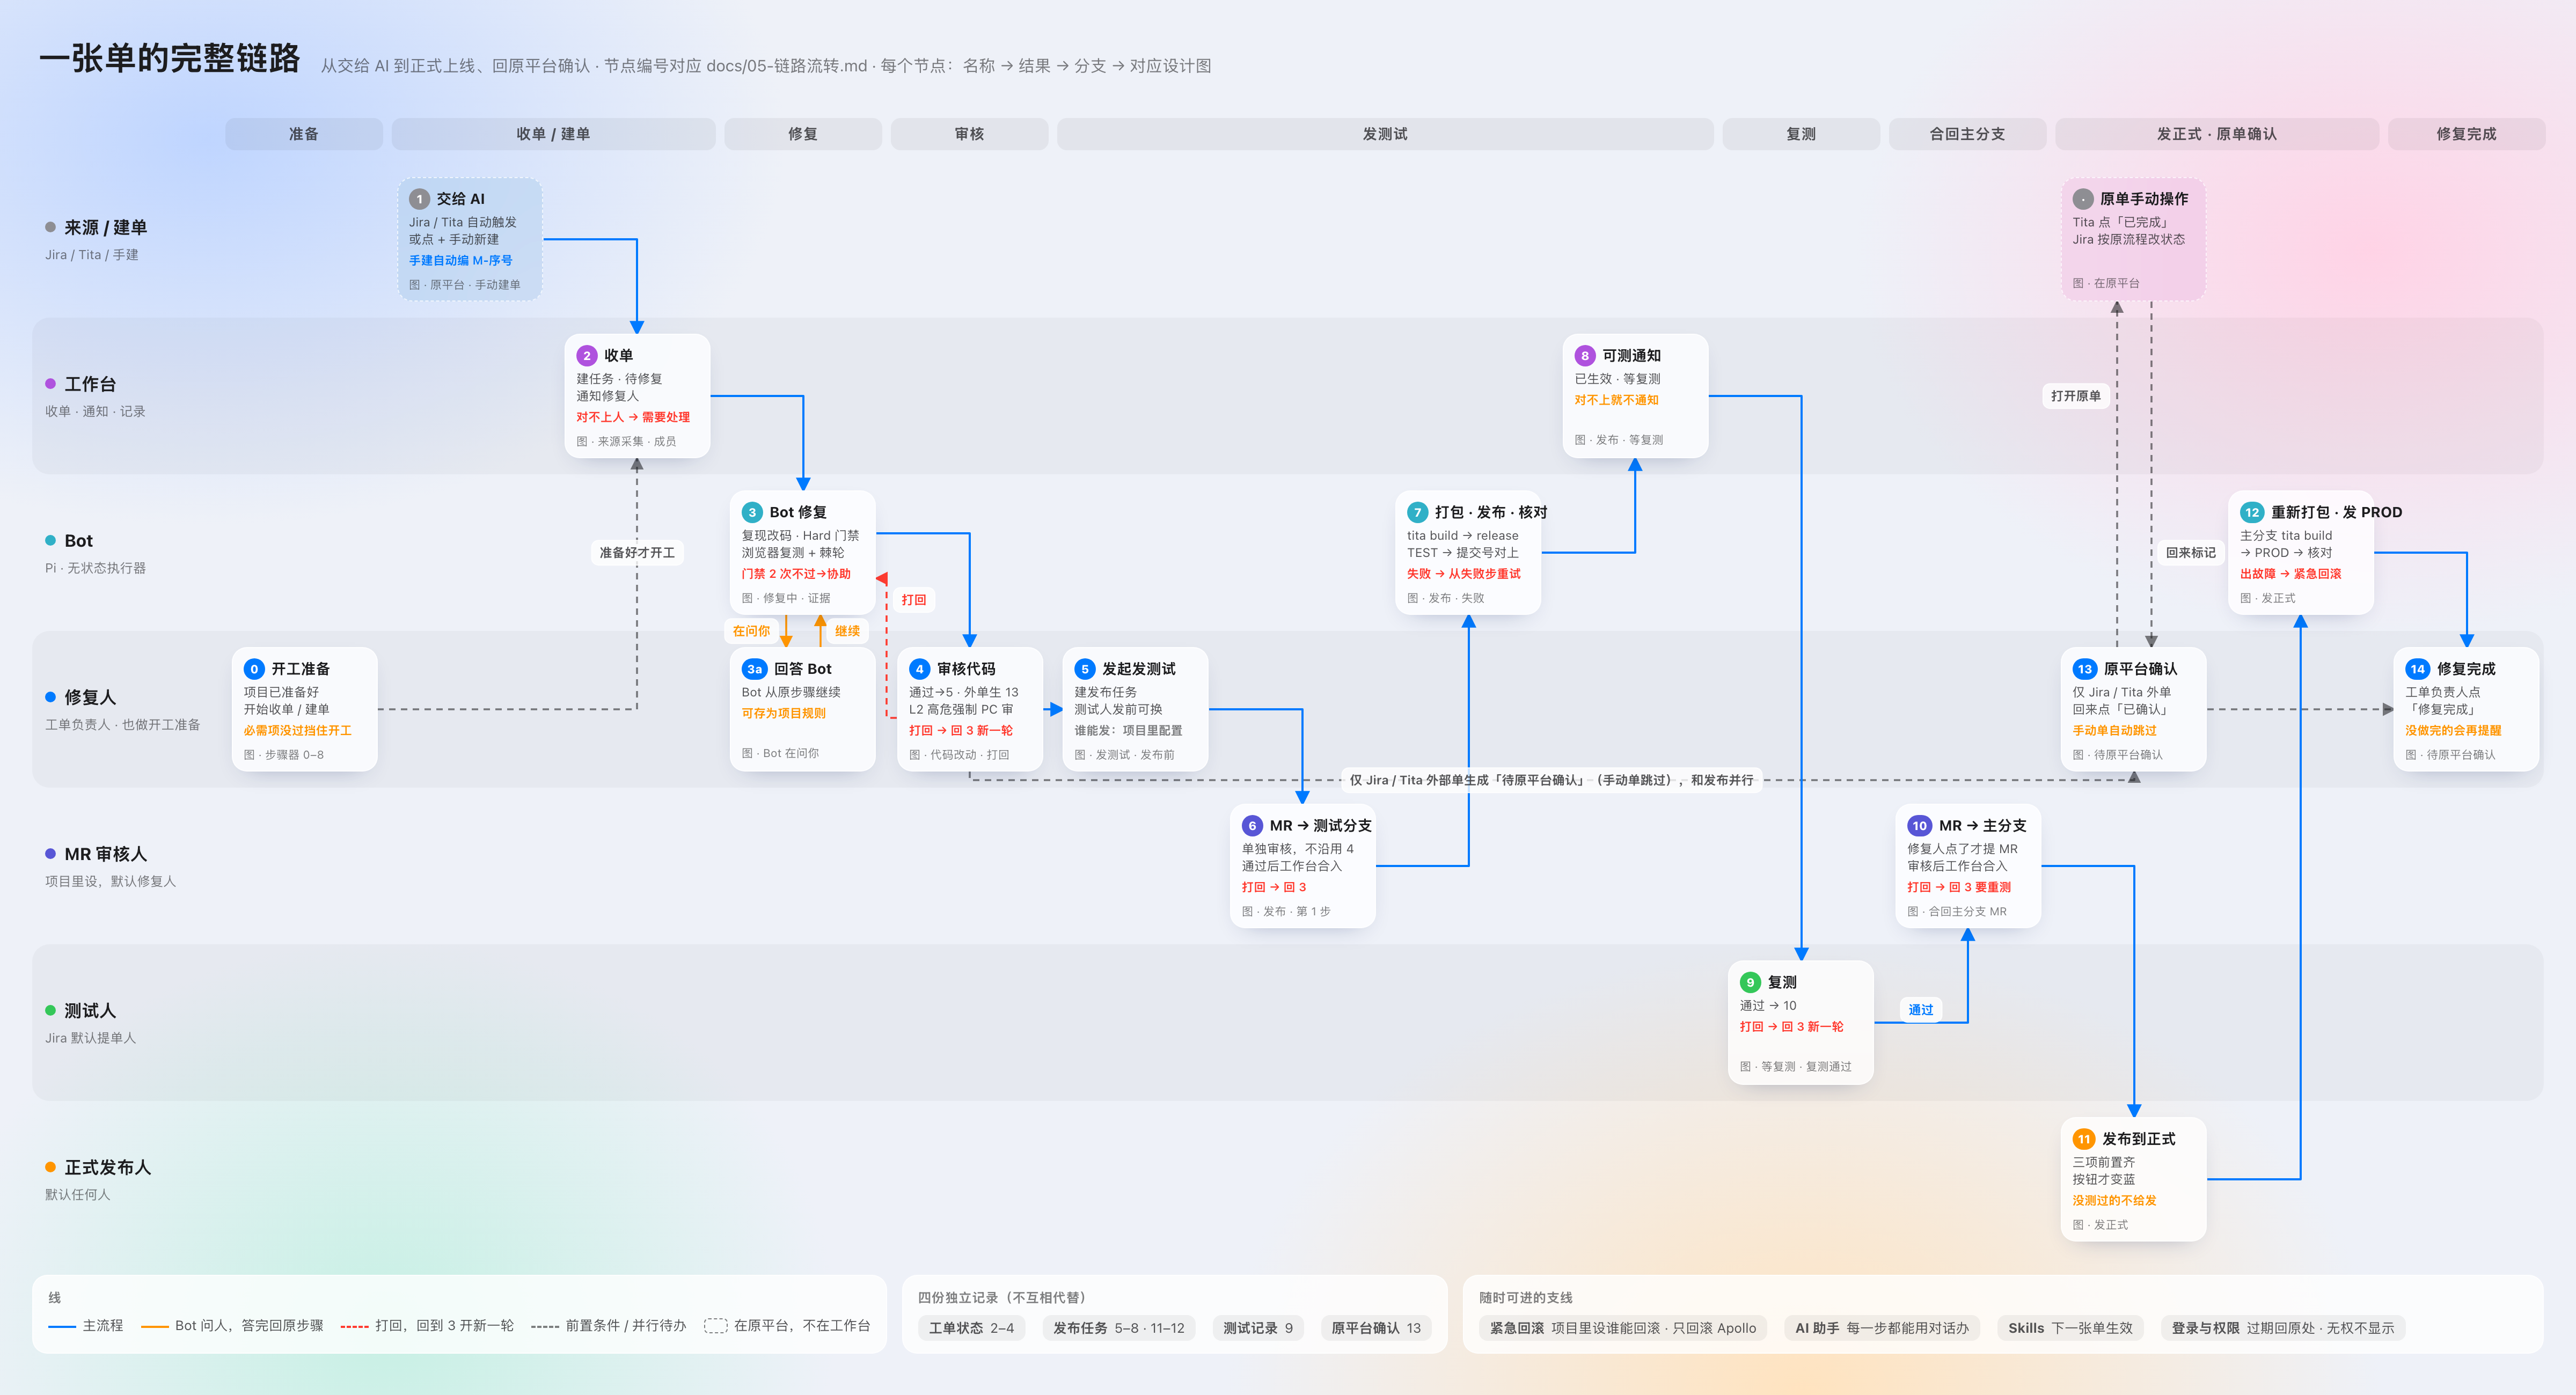 一张单的完整链路
从交给 AI 到正式上线、回原平台确认 · 节点编号对应 docs/05-链路流转.md · 每个节点：名称 → 结果 → 分支 → 对应设计图
准备
收单 / 建单
修复
审核
发测试
复测
合回主分支
发正式 · 原单确认
修复完成
来源 / 建单
Jira / Tita / 手建
1 交给 AI
Jira / Tita 自动触发
或点 + 手动新建
手建自动编 M-序号
图 · 原平台 · 手动建单
· 原单手动操作
Tita 点「已完成」
Jira 按原流程改状态
图 · 在原平台
工作台
收单 · 通知 · 记录
2 收单
建任务 · 待修复
通知修复人
对不上人 → 需要处理
图 · 来源采集 · 成员
8 可测通知
已生效 · 等复测
对不上就不通知
图 · 发布 · 等复测
打开原单
Bot
Pi · 无状态执行器
准备好才开工
3 Bot 修复
复现改码 · Hard 门禁
浏览器复测 + 棘轮
门禁 2 次不过→协助
图 · 修复中 · 证据
打回
7 打包 · 发布 · 核对
tita build → release
TEST → 提交号对上
失败 → 从失败步重试
图 · 发布 · 失败
回来标记
12 重新打包 · 发 PROD
主分支 tita build
→ PROD → 核对
出故障 → 紧急回滚
图 · 发正式
在问你
继续
修复人
工单负责人 · 也做开工准备
0 开工准备
项目已准备好
开始收单 / 建单
必需项没过挡住开工
图 · 步骤器 0–8
3a 回答 Bot
Bot 从原步骤继续
可存为项目规则
图 · Bot 在问你
4 审核代码
通过→5 · 外单生 13
L2 高危强制 PC 审
打回 → 回 3 新一轮
图 · 代码改动 · 打回
5 发起发测试
建发布任务
测试人发前可换
谁能发：项目里配置
图 · 发测试 · 发布前
13 原平台确认
仅 Jira / Tita 外单
回来点「已确认」
手动单自动跳过
图 · 待原平台确认
14 修复完成
工单负责人点
「修复完成」
没做完的会再提醒
图 · 待原平台确认
仅 Jira / Tita 外部单生成「待原平台确认」（手动单跳过），和发布并行
MR 审核人
项目里设，默认修复人
6 MR → 测试分支
单独审核，不沿用 4
通过后工作台合入
打回 → 回 3
图 · 发布 · 第 1 步
10 MR → 主分支
修复人点了才提 MR
审核后工作台合入
打回 → 回 3 要重测
图 · 合回主分支 MR
测试人
Jira 默认提单人
9 复测
通过 → 10
打回 → 回 3 新一轮
图 · 等复测 · 复测通过
通过
正式发布人
默认任何人
11 发布到正式
三项前置齐
按钮才变蓝
没测过的不给发
图 · 发正式
线
主流程
Bot 问人，答完回原步骤
打回，回到 3 开新一轮
前置条件 / 并行待办
在原平台，不在工作台
四份独立记录（不互相代替）
工单状态 2–4
发布任务 5–8 · 11–12
测试记录 9
原平台确认 13
随时可进的支线
紧急回滚 项目里设谁能回滚 · 只回滚 Apollo
AI 助手 每一步都能用对话办
Skills 下一张单生效
登录与权限 过期回原处 · 无权不显示